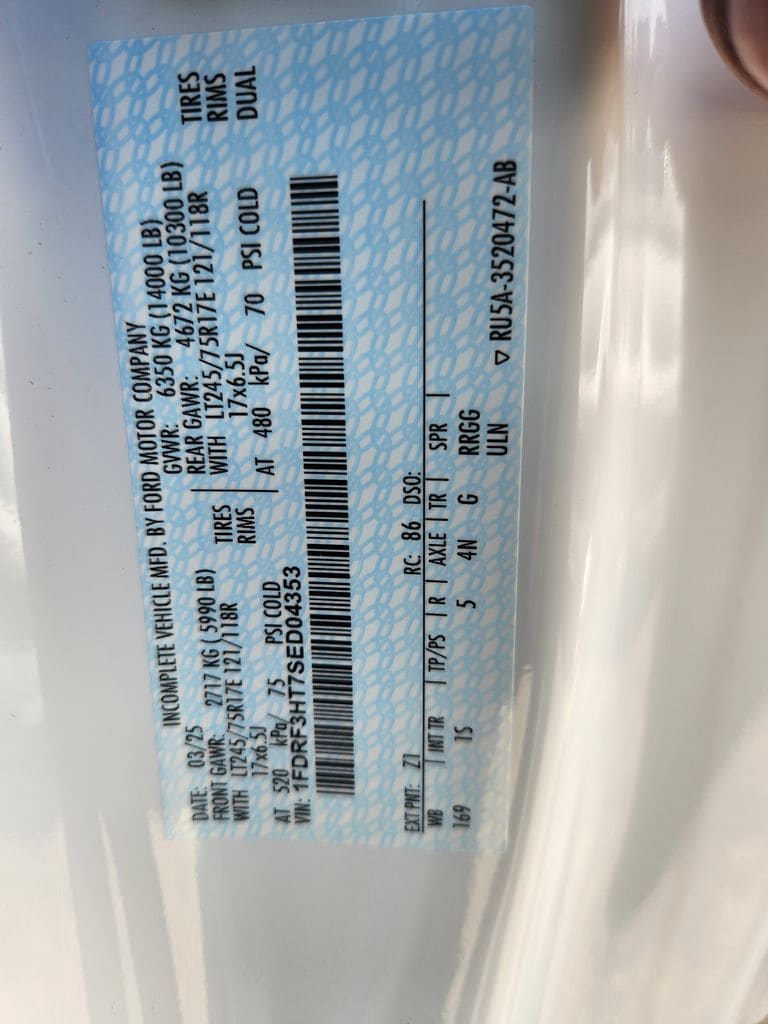 INCOMPLETE VEHICLE MFD. BY FORD MOTOR COMPANY
DATE: 03/25 GVWR: 6350 KG (14000 LB)
FRONT GAWR: 2717 KG ( 5990 LB) REAR GAWR: 4672 KG (10300 LB)
WITH LT245/75R17E 121/118R TIRES WITH LT245/75R17E 121/118R TIRES
17x6.5J RIMS 17x6.5J RIMS
AT 520 kPa/ 75 PSI COLD AT 480 kPa/ 70 PSI COLD DUAL
VIN: 1FDRF3HT7SED04353
EXT PNT: Z1 RC: 86 DSO:
WB | INT TR | TP/PS | R | AXLE | TR | SPR |
169 1S 5 4N G RRGG
ULN
▽ RU5A-3520472-AB